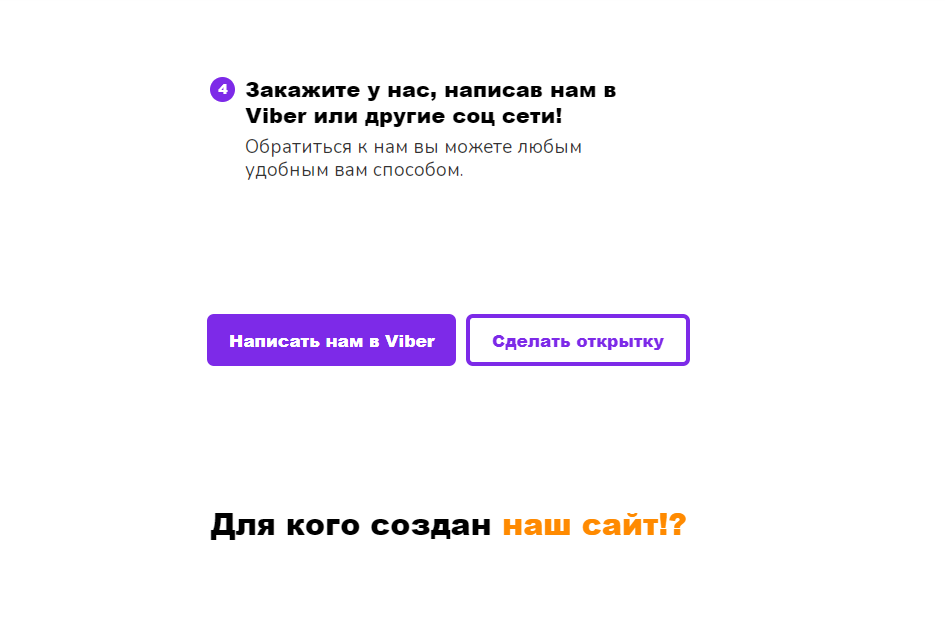 4 Закажите у нас, написав нам в
Viber или другие соц сети!
Обратиться к нам вы можете любым
удобным вам способом.
Написать нам в Viber
Сделать открытку
Для кого создан наш сайт!?